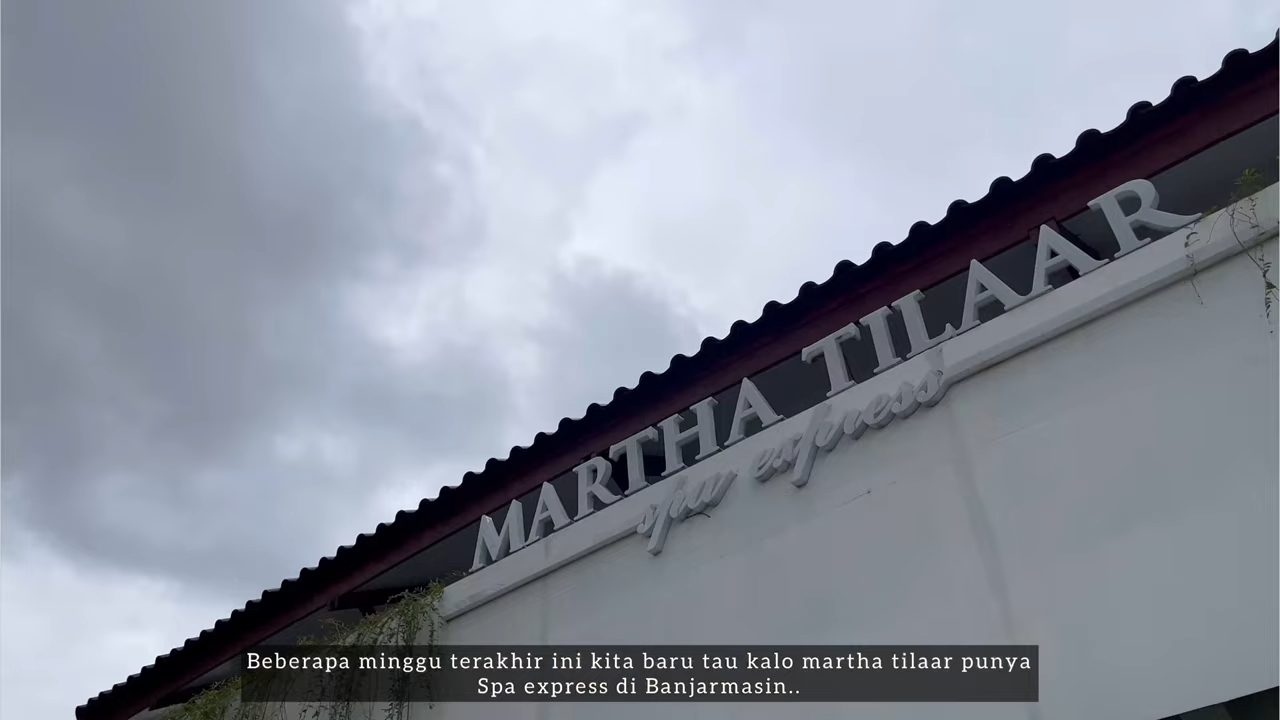 MARTHA TILAAR
spa express
Beberapa minggu terakhir ini kita baru tau kalo martha tilaar punya
Spa express di Banjarmasin..